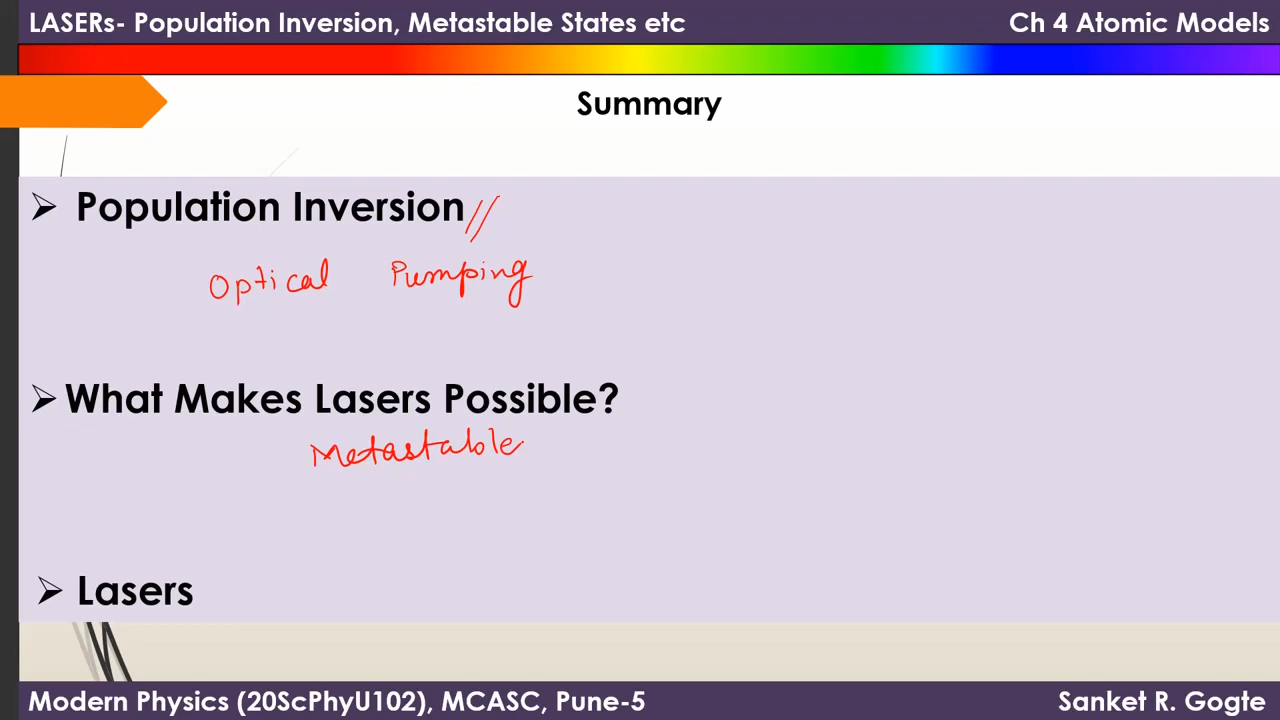 LASERs- Population Inversion, Metastable States etc
Ch 4 Atomic Models
Summary
Population Inversion
Optical Pumping
What Makes Lasers Possible?
Metastable
Lasers
Modern Physics (20ScPhyU102), MCASC, Pune-5
Sanket R. Gogte